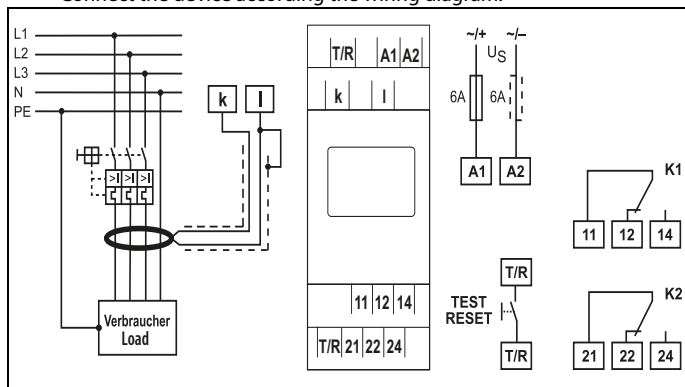 Connect the device according the wiring diagram:
L1
L2
L3
N
PE
k l
>I >I >I
Verbraucher
Load
T/R A1 A2
k l
11 12 14
T/R 21 22 24
~/+ ~/–
US
6A 6A
A1 A2
T/R
TEST
RESET
T/R
K1
11 12 14
K2
21 22 24